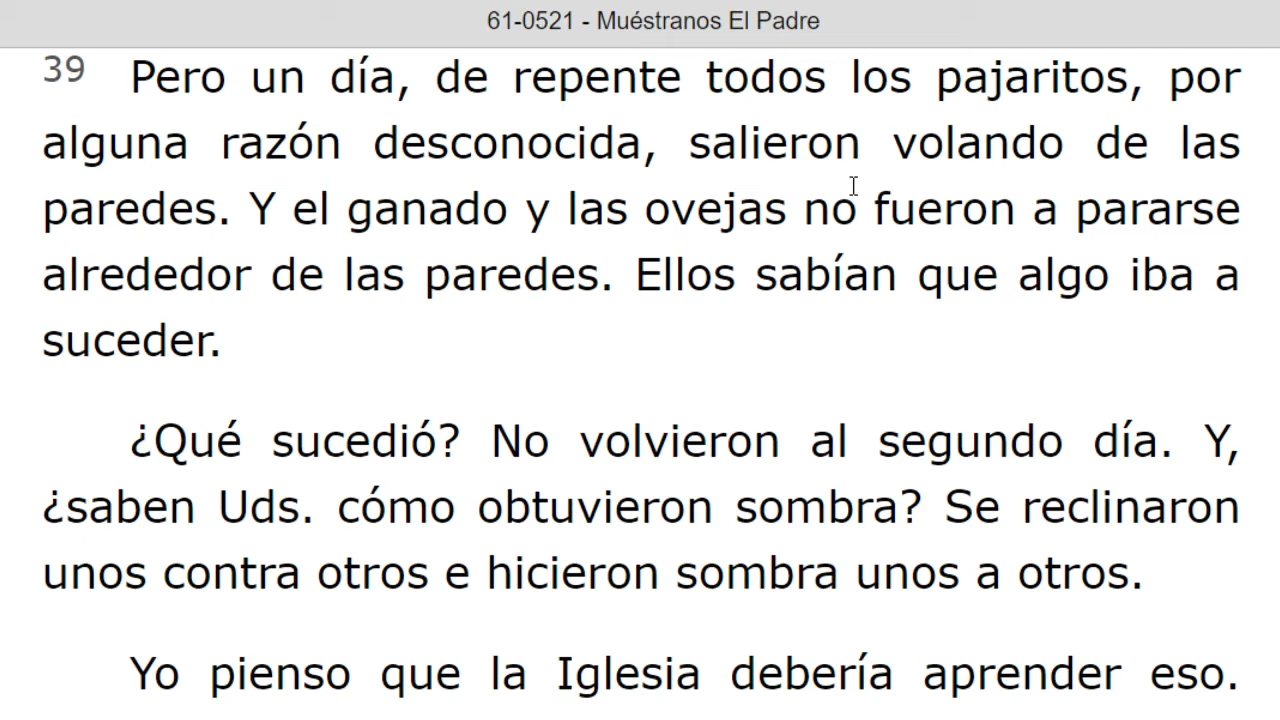 61-0521 - Muéstranos El Padre
39 Pero un día, de repente todos los pajaritos, por
alguna razón desconocida, salieron volando de las
paredes. Y el ganado y las ovejas no fueron a pararse
alrededor de las paredes. Ellos sabían que algo iba a
suceder.
¿Qué sucedió? No volvieron al segundo día. Y,
¿saben Uds. cómo obtuvieron sombra? Se reclinaron
unos contra otros e hicieron sombra unos a otros.
Yo pienso que la Iglesia debería aprender eso.